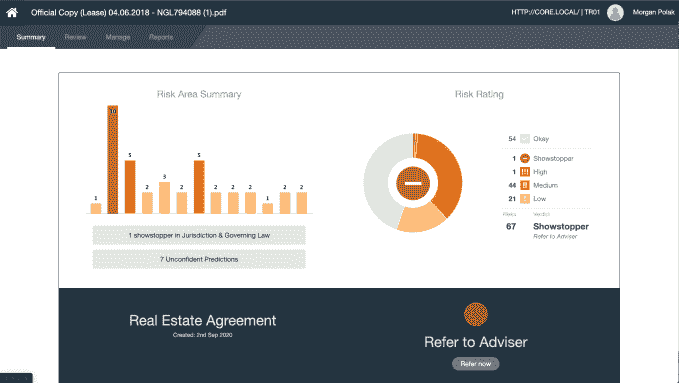 Official Copy (Lease) 04.06.2018 - NGL794088 (1).pdf
HTTP://CORE.LOCAL/ | TR01
Morgan Polak
Summary
Review
Manage
Reports
Risk Area Summary
1
10
5
2
3
2
5
2
2
2
1
2
2
1 showstopper in Jurisdiction & Governing Law
7 Unconfident Predictions
Risk Rating
54 Okay
1 Showstopper
1 High
44 Medium
21 Low
Risks Verdict
67 Showstopper
Refer to Adviser
Real Estate Agreement
Created: 2nd Sep 2020
Refer to Adviser
Refer now